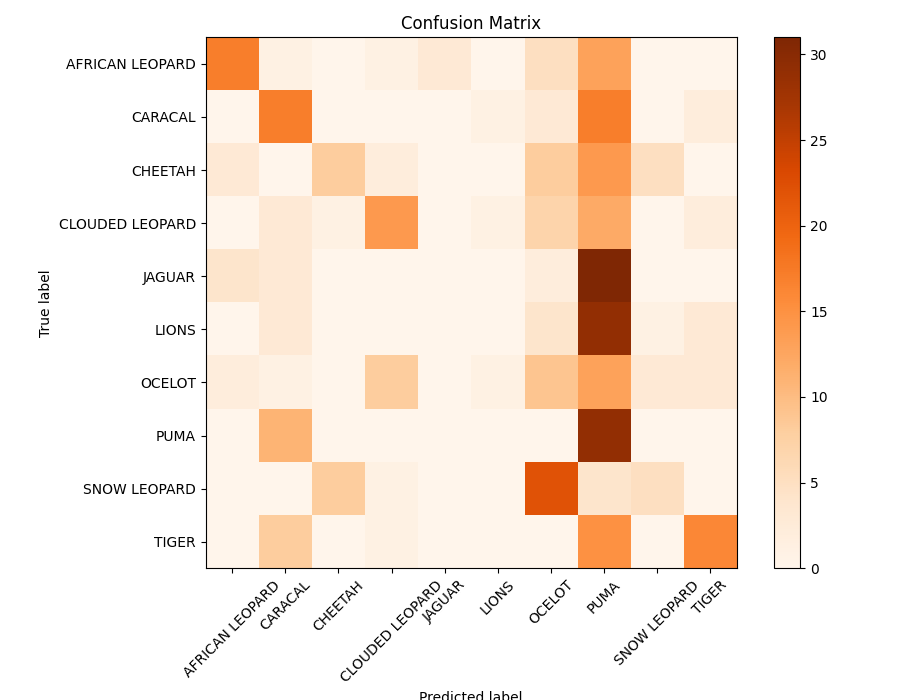 Confusion Matrix
AFRICAN LEOPARD
CARACAL
CHEETAH
CLOUDED LEOPARD
JAGUAR
LIONS
OCELOT
PUMA
SNOW LEOPARD
TIGER
True label
AFRICAN LEOPARD
CARACAL
CHEETAH
CLOUDED LEOPARD
JAGUAR
LIONS
OCELOT
PUMA
SNOW LEOPARD
TIGER
Predicted label
30
25
20
15
10
5
0